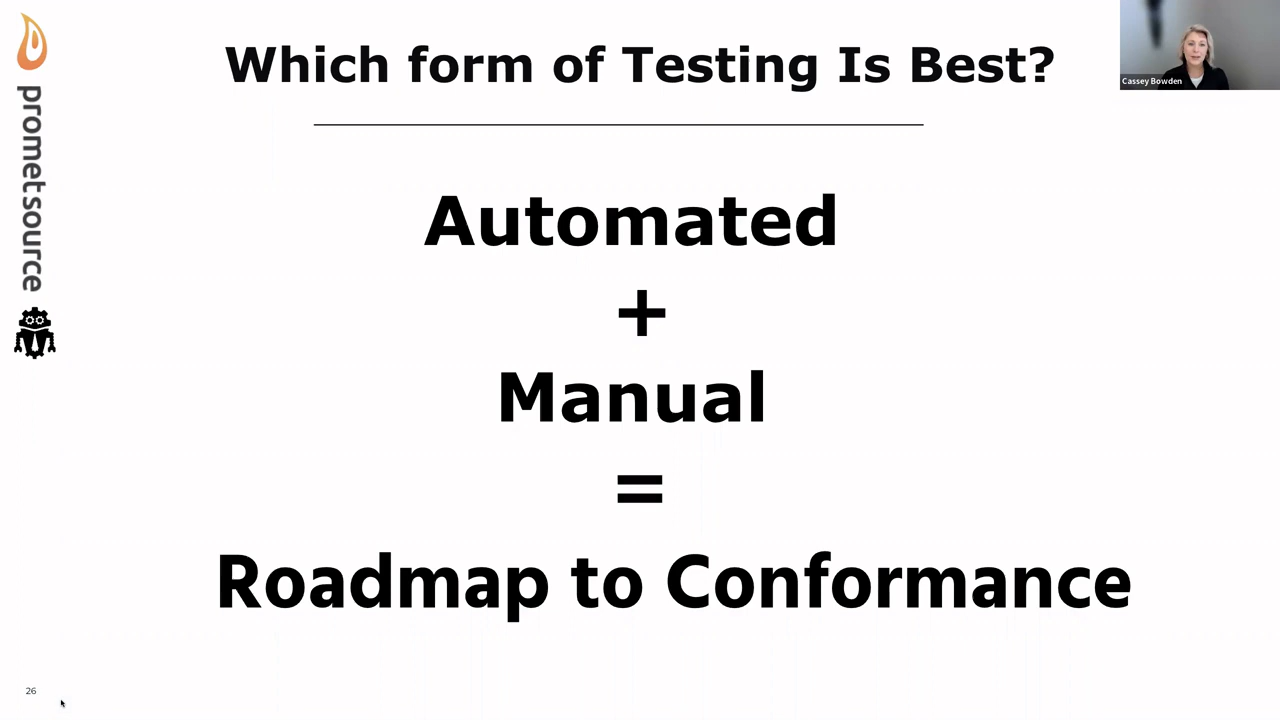 Which form of Testing Is Best?
Cassey Bowden
prometsource
Automated
+
Manual
=
Roadmap to Conformance
26